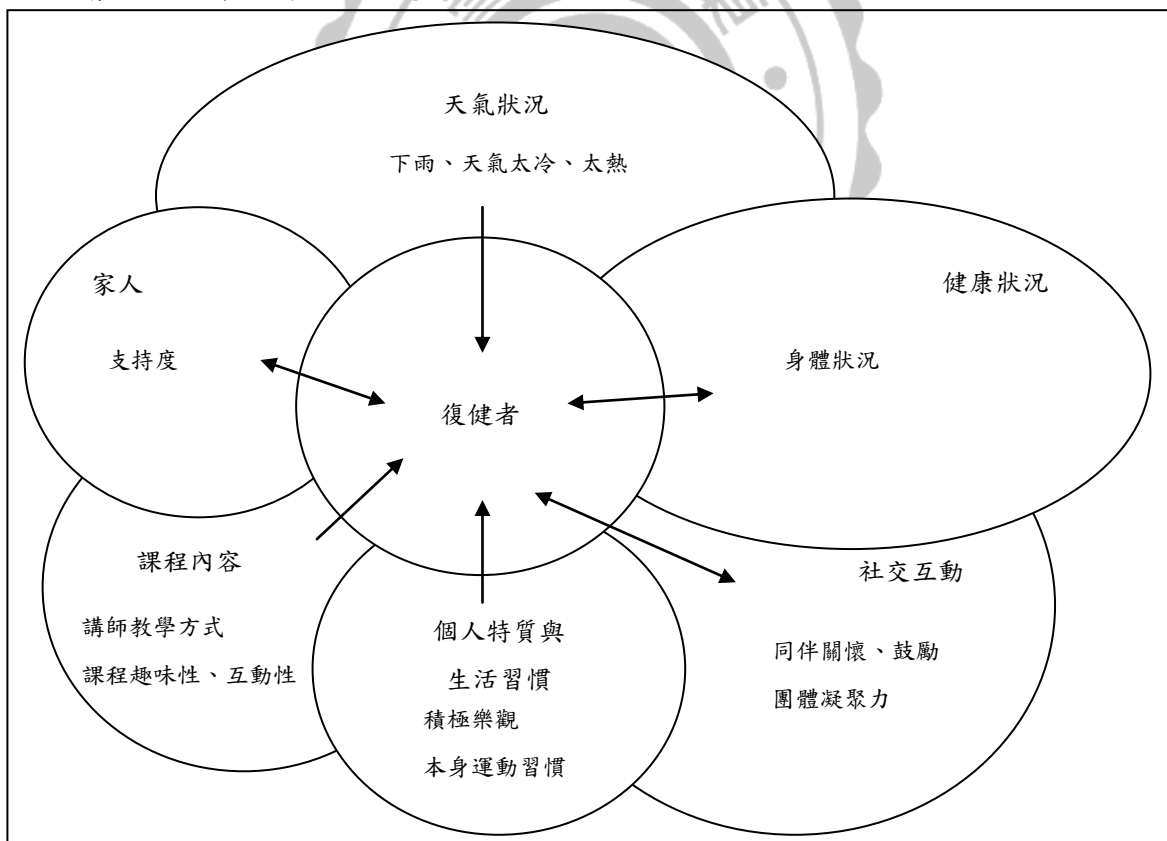 天氣狀況
下雨、天氣太冷、太熱
家人
支持度
健康狀況
身體狀況
復健者
課程內容
講師教學方式
課程趣味性、互動性
個人特質與
生活習慣
積極樂觀
本身運動習慣
社交互動
同伴關懷、鼓勵
團體凝聚力